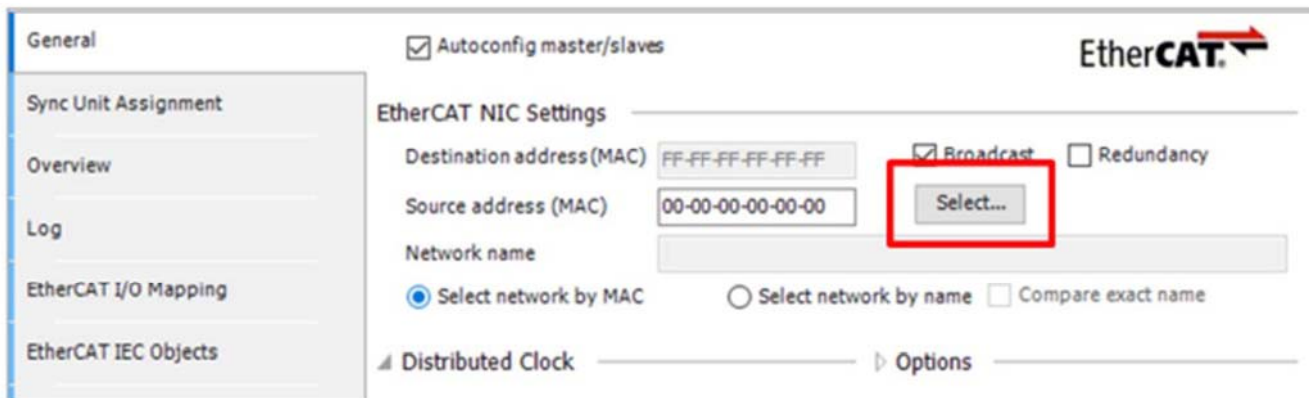 General
Sync Unit Assignment
Overview
Log
EtherCAT I/O Mapping
EtherCAT IEC Objects
Autoconfig master/slaves
EtherCAT.
EtherCAT NIC Settings
Destination address (MAC) FF-FF-FF-FF-FF-FF Broadcast Redundancy
Source address (MAC) 00-00-00-00-00-00 Select...
Network name
Select network by MAC Select network by name Compare exact name
Distributed Clock Options